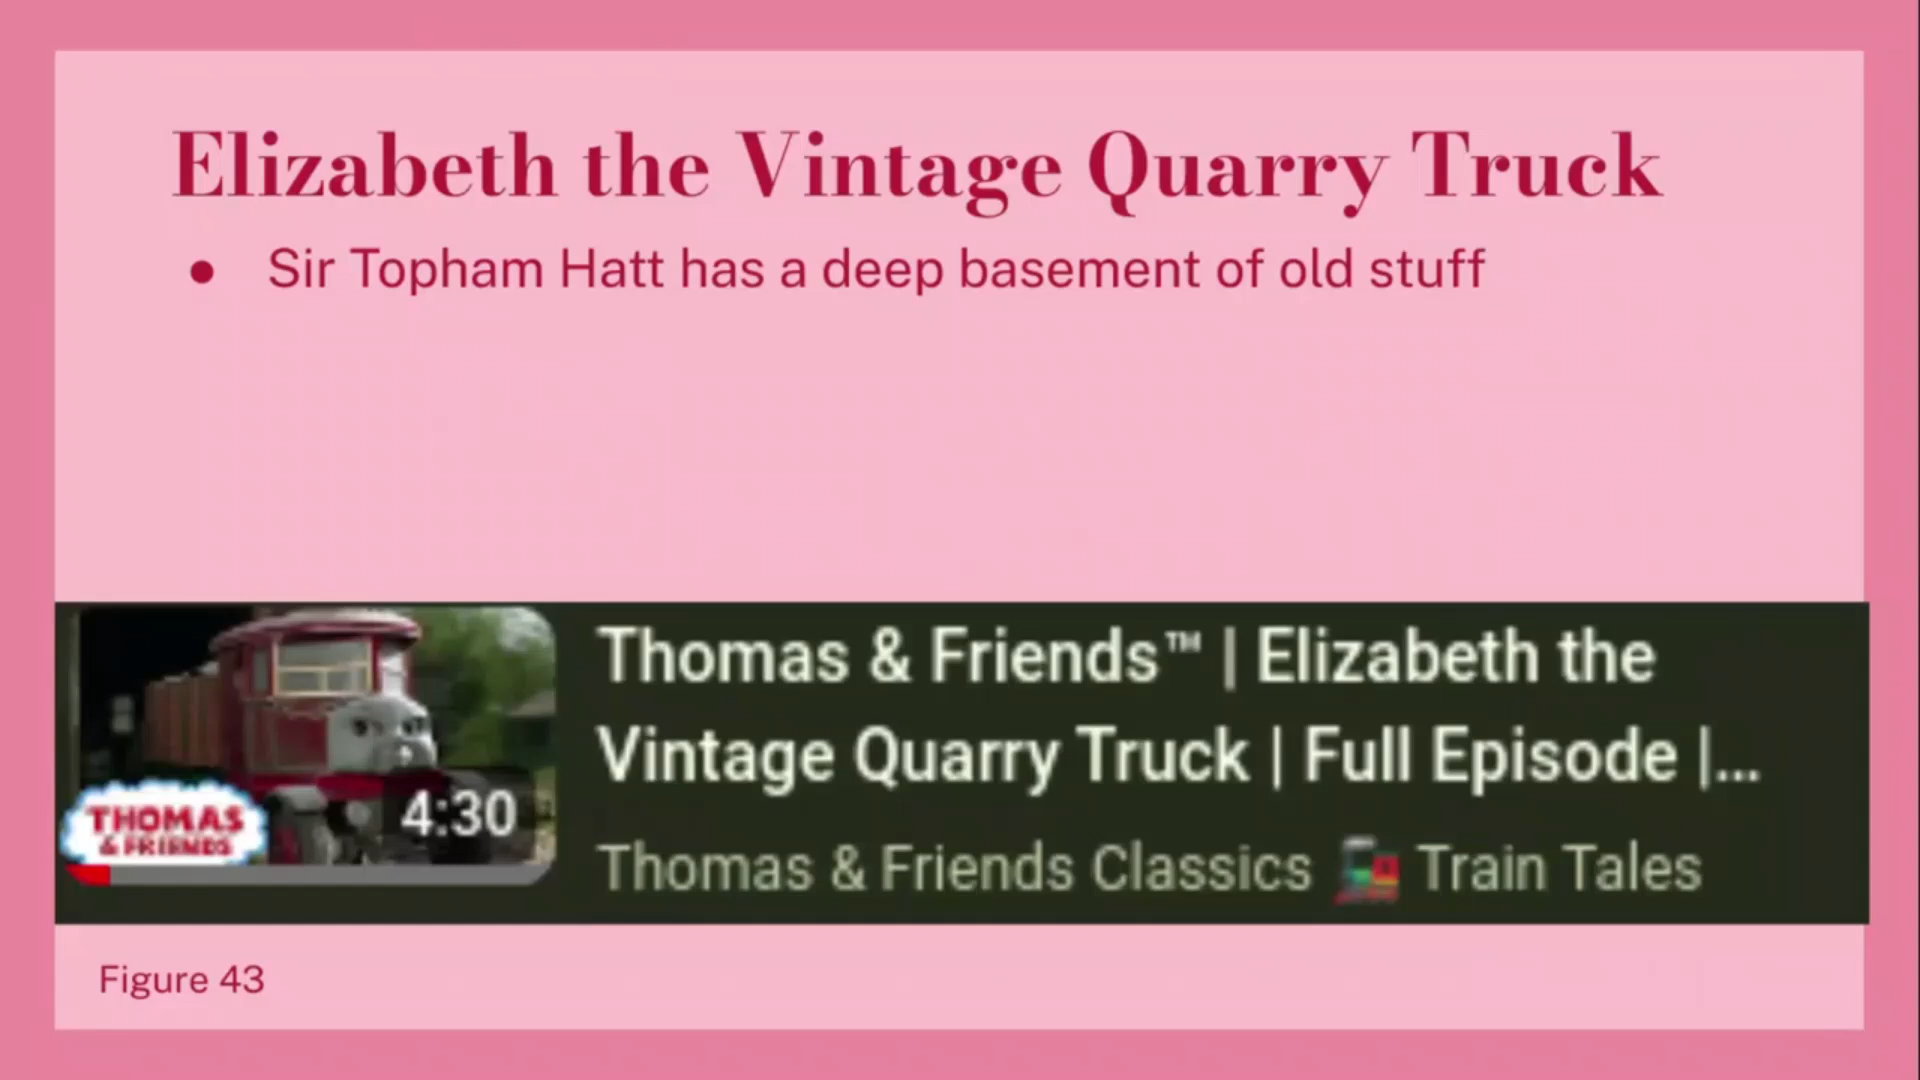 Elizabeth the Vintage Quarry Truck
● Sir Topham Hatt has a deep basement of old stuff
Thomas & Friends™ | Elizabeth the
Vintage Quarry Truck | Full Episode |...
THOMAS
& FRIENDS
4:30
Thomas & Friends Classics 🚂 Train Tales
Figure 43